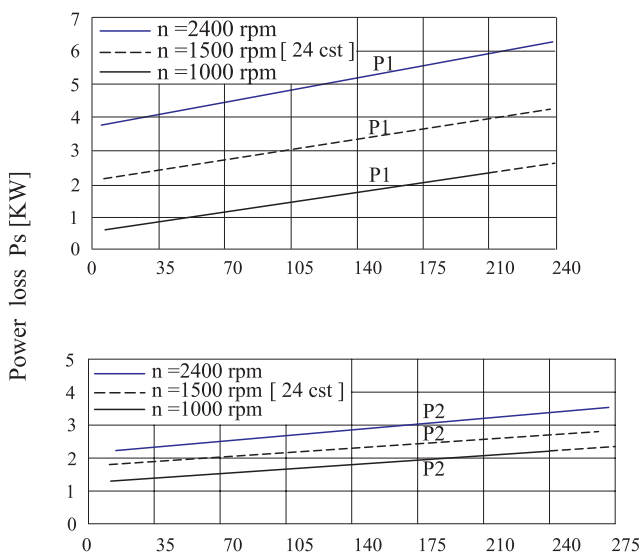 Power loss Ps [KW]
7
n =2400 rpm
6
n =1500 rpm [ 24 cst ]
n =1000 rpm
P1
5
4
P1
3
P1
2
1
0
0 35 70 105 140 175 210 240
5
n =2400 rpm
4
n =1500 rpm [ 24 cst ]
n =1000 rpm
P2
3
P2
2
P2
1
0
0 35 70 105 140 175 210 240 275